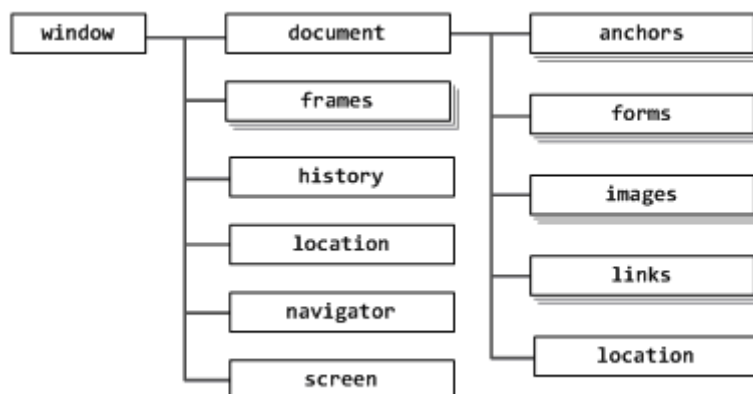 window
document
anchors
frames
forms
history
images
location
links
navigator
location
screen